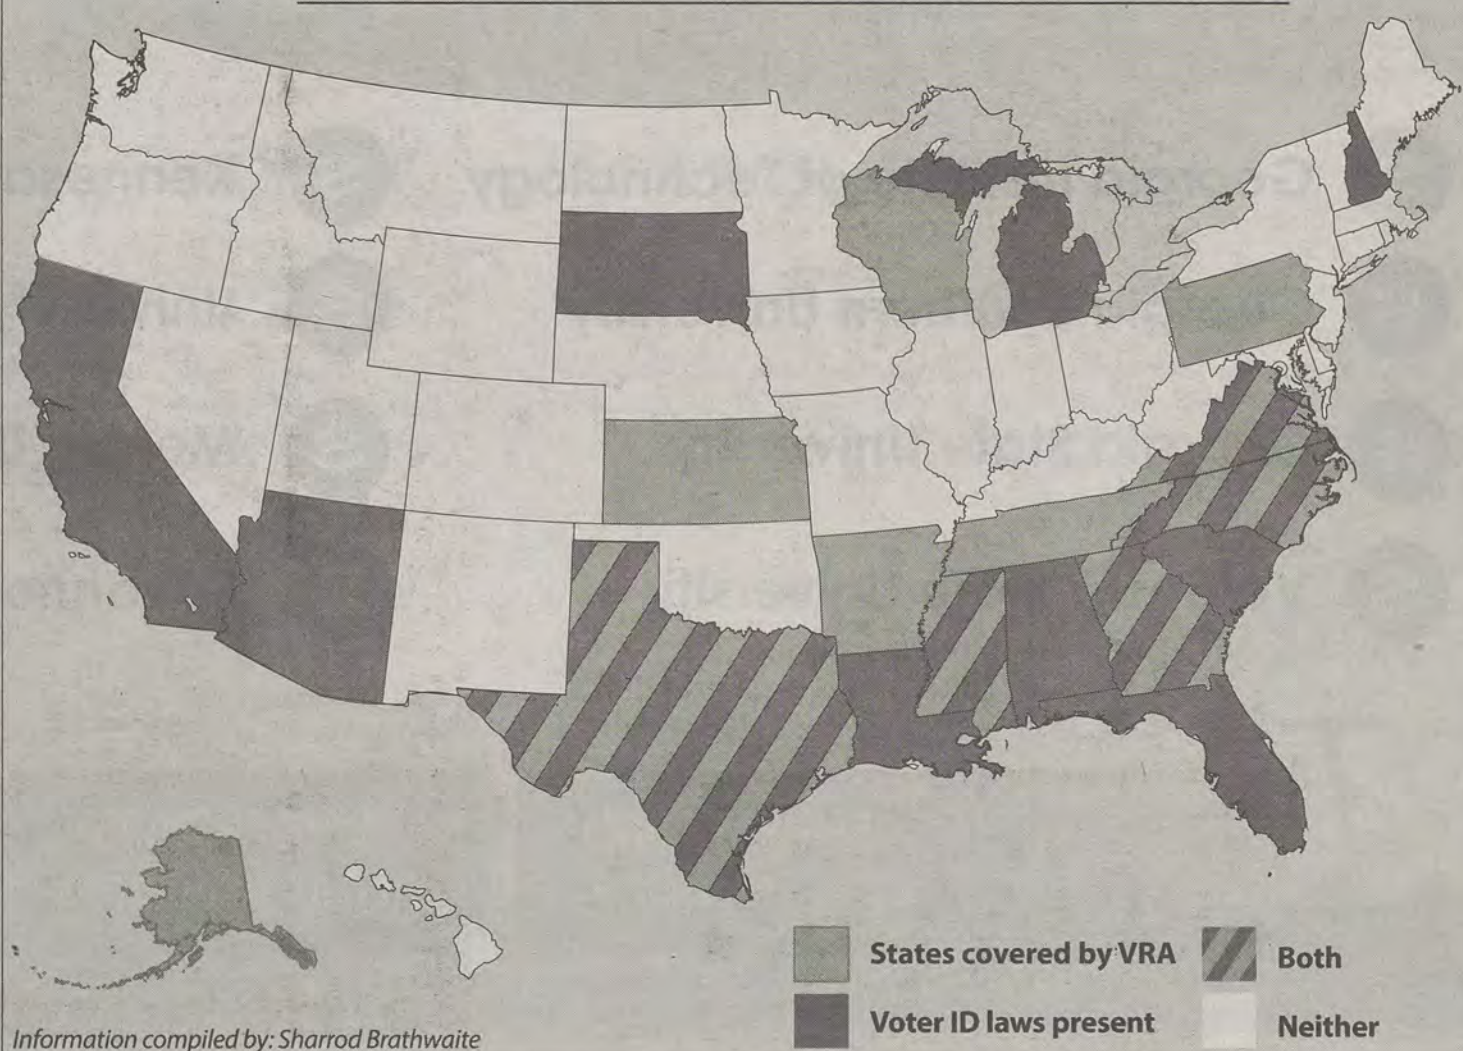 States covered by VRA
Both
Voter ID laws present
Neither
Information compiled by: Sharrod Brathwaite